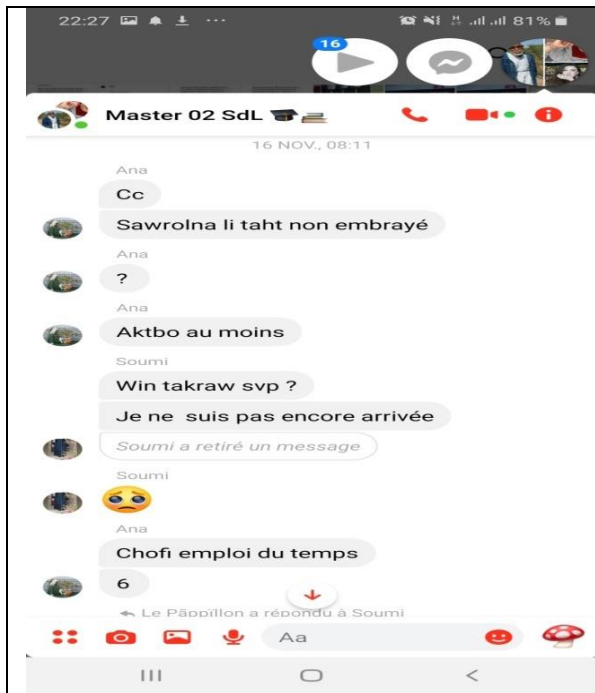 22:27 81%
16
Master 02 SdL
16 NOV., 08:11
Ana
Cc
Sawrolna li taht non embrayé
Ana
?
Ana
Aktbo au moins
Soumi
Win takraw svp ?
Je ne suis pas encore arrivée
Soumi a retiré un message
Soumi
Ana
Chofi emploi du temps
6
Le Pâppïllon a répondu à Soumi
Aa